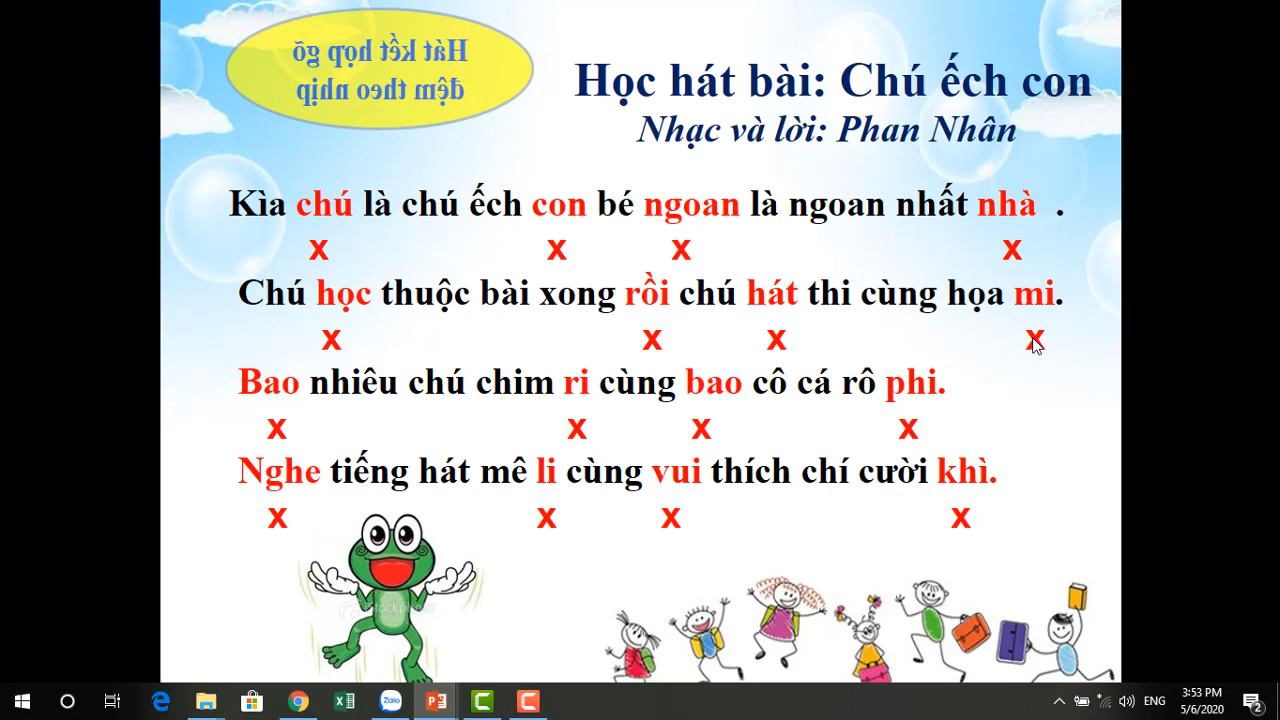 Hát kết hợp gõ
đệm theo nhịp
Học hát bài: Chú ếch con
Nhạc và lời: Phan Nhân
Kìa chú là chú ếch con bé ngoan là ngoan nhất nhà .
x x x x
Chú học thuộc bài xong rồi chú hát thi cùng họa mi.
x x x x
Bao nhiêu chú chim ri cùng bao cô cá rô phi.
x x x x
Nghe tiếng hát mê li cùng vui thích chí cười khì.
x x x x
ENG
3:53 PM
5/6/2020
2
Zalo